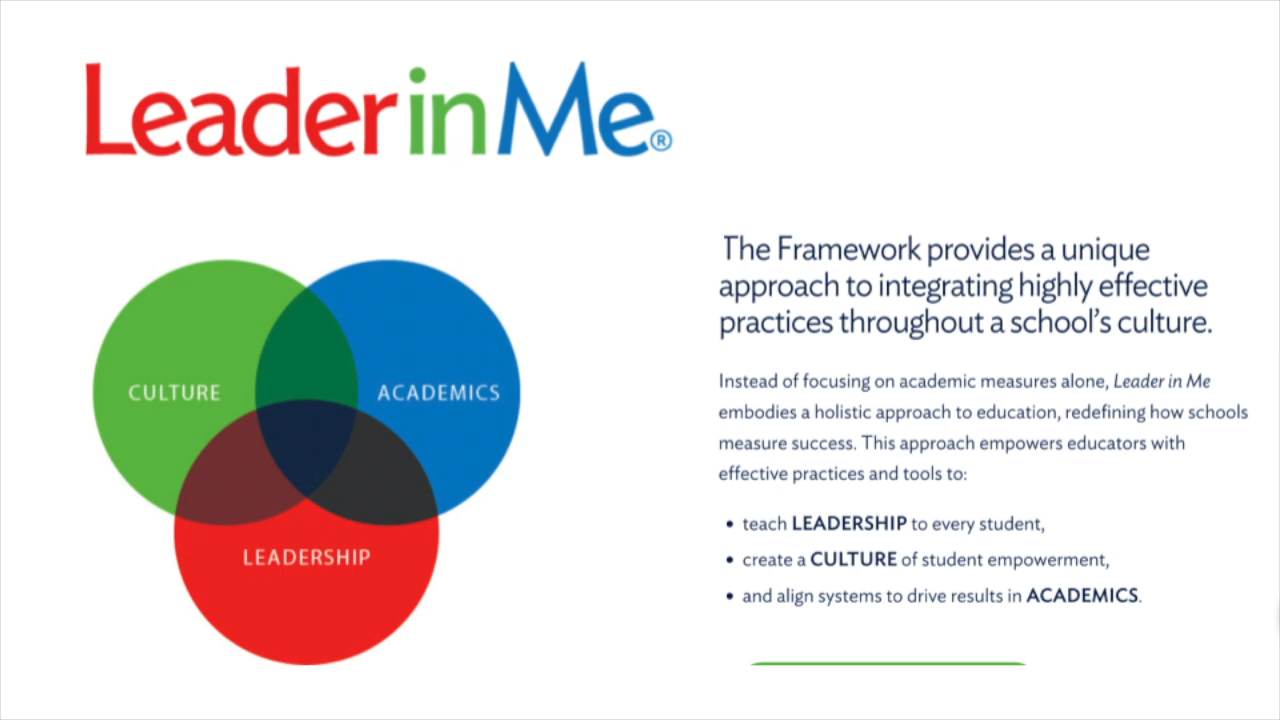 Leader in Me®
The Framework provides a unique
approach to integrating highly effective
practices throughout a school's culture.
CULTURE
ACADEMICS
LEADERSHIP
Instead of focusing on academic measures alone, Leader in Me
embodies a holistic approach to education, redefining how schools
measure success. This approach empowers educators with
effective practices and tools to:
• teach LEADERSHIP to every student,
• create a CULTURE of student empowerment,
• and align systems to drive results in ACADEMICS.